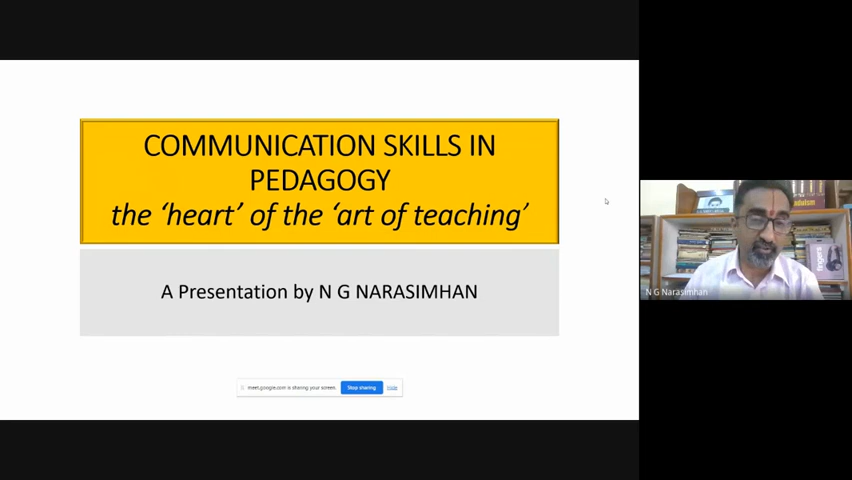 COMMUNICATION SKILLS IN
PEDAGOGY
the ‘heart’ of the ‘art of teaching’
A Presentation by N G NARASIMHAN
meet.google.com is sharing your screen.
Stop sharing
Hide
N G Narasimhan
fingers